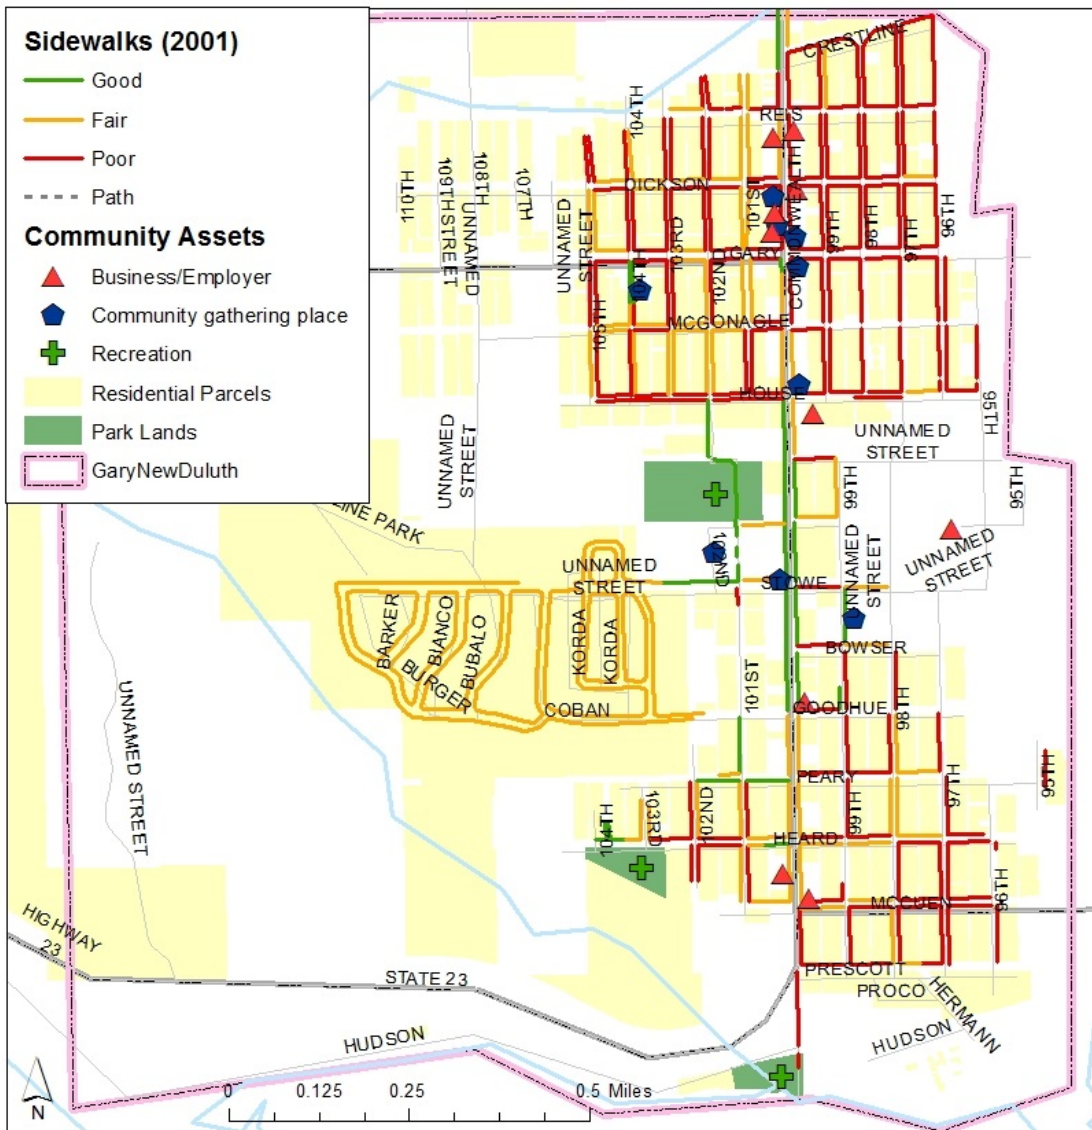 Sidewalks (2001)
Good
Fair
Poor
Path
Community Assets
Business/Employer
Community gathering place
Recreation
Residential Parcels
Park Lands
GaryNewDuluth
CRESTLINE
104TH
REIS
110TH
109TH STREET
108TH
UNNAMED
107TH
UNNAMED
STREET
DICKSON
103RD
101ST
COMMONWEALTH
99TH
98TH
97TH
96TH
GARY
104TH
102ND
105TH
MCGONAGLE
HOUSE
95TH
UNNAMED
STREET
UNNAMED
STREET
99TH
95TH
LINE PARK
UNNAMED
STREET
102ND
STOWE
UNNAMED
STREET
UNNAMED
STREET
BARKER
BIANCO
BUBALO
BURGER
KORDA
KORDA
COBAN
BOWSER
101ST
GOODHUE
98TH
UNNAMED STREET
PEARY
97TH
95TH
104TH
103RD
102ND
99TH
HEARD
MCCUEN
96TH
HIGHWAY
23
STATE 23
PRESCOTT
PROCO
HERMANN
HUDSON
HUDSON
N
0 0.125 0.25 0.5 Miles